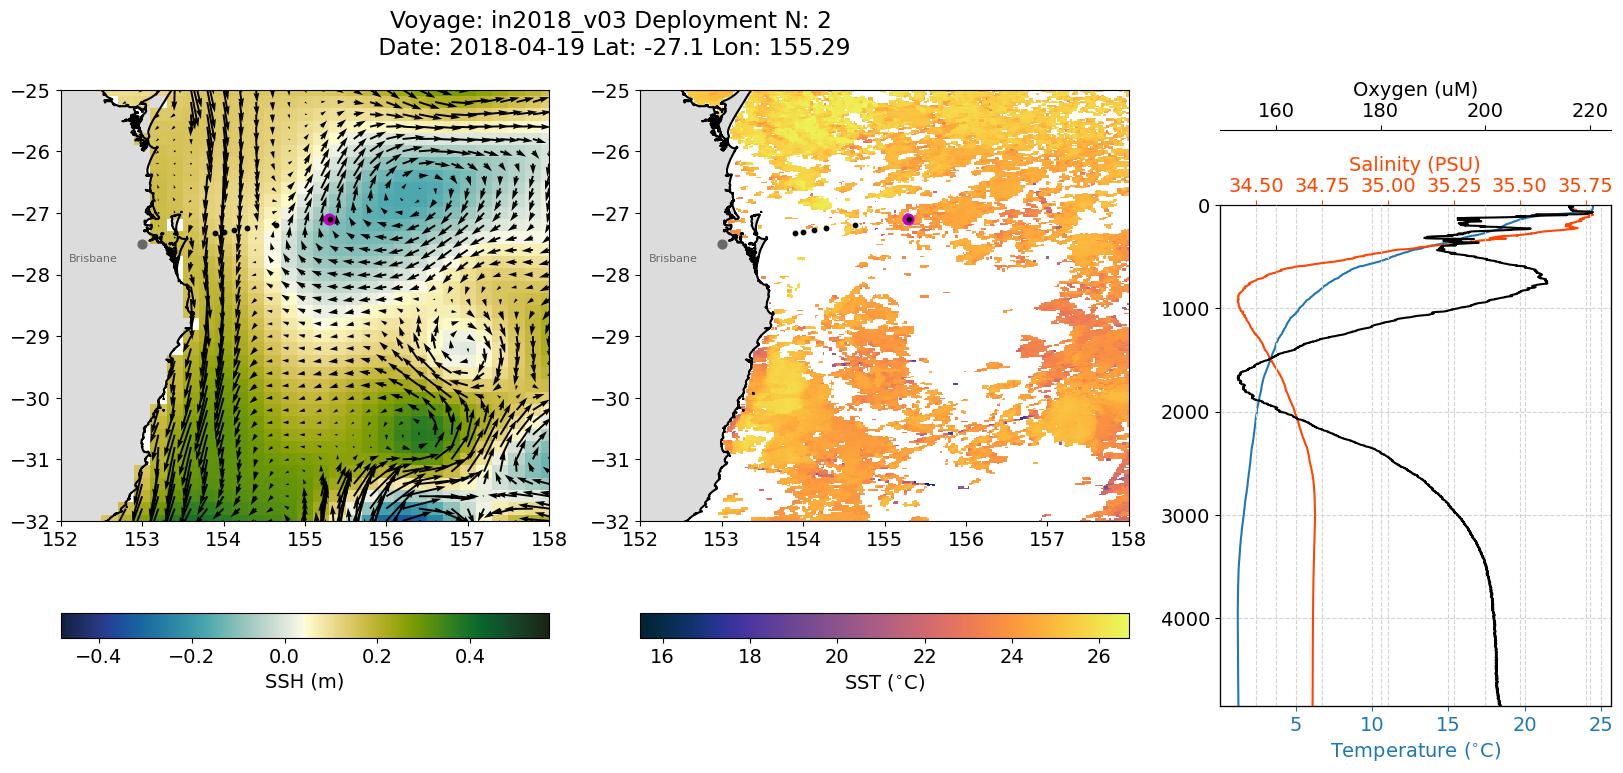 Voyage: in2018_v03 Deployment N: 2
Date: 2018-04-19 Lat: -27.1 Lon: 155.29
−25
−26
−27
−28
−29
−30
−31
−32
152 153 154 155 156 157 158
Brisbane
−0.4 −0.2 0.0 0.2 0.4
SSH (m)
−25
−26
−27
−28
−29
−30
−31
−32
152 153 154 155 156 157 158
Brisbane
16 18 20 22 24 26
SST (°C)
Oxygen (uM)
160 180 200 220
Salinity (PSU)
34.50 34.75 35.00 35.25 35.50 35.75
0
1000
2000
3000
4000
5 10 15 20 25
Temperature (°C)